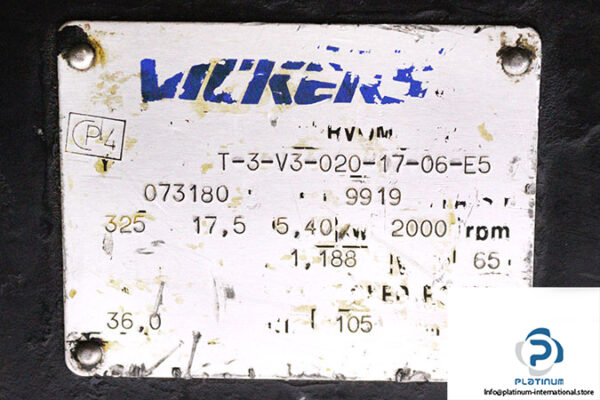 VICKERS
CP4
T-3-V3-020-17-06-E5
073180 9919
325 17,5 5,40 kW 2000 rpm
1,188 65
36,0 105
PLATINUM
Info@platinum-international.store